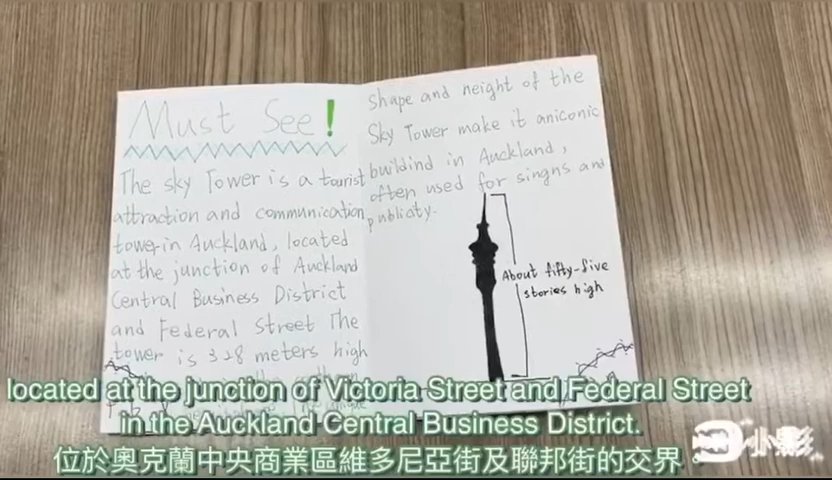 Must See!
The sky Tower is a tourist
attraction and communication
tower in Auckland, located
at the junction of Auckland
Central Business District
and Federal Street The
tower is 328 meters high
shape and height of the
Sky Tower make it aniconic
buildind in Auckland,
often used for singns and
publicity.
About fifty-five
stories high
located at the junction of Victoria Street and Federal Street
in the Auckland Central Business District.
位於奧克蘭中央商業區維多尼亞街及聯邦街的交界
小影